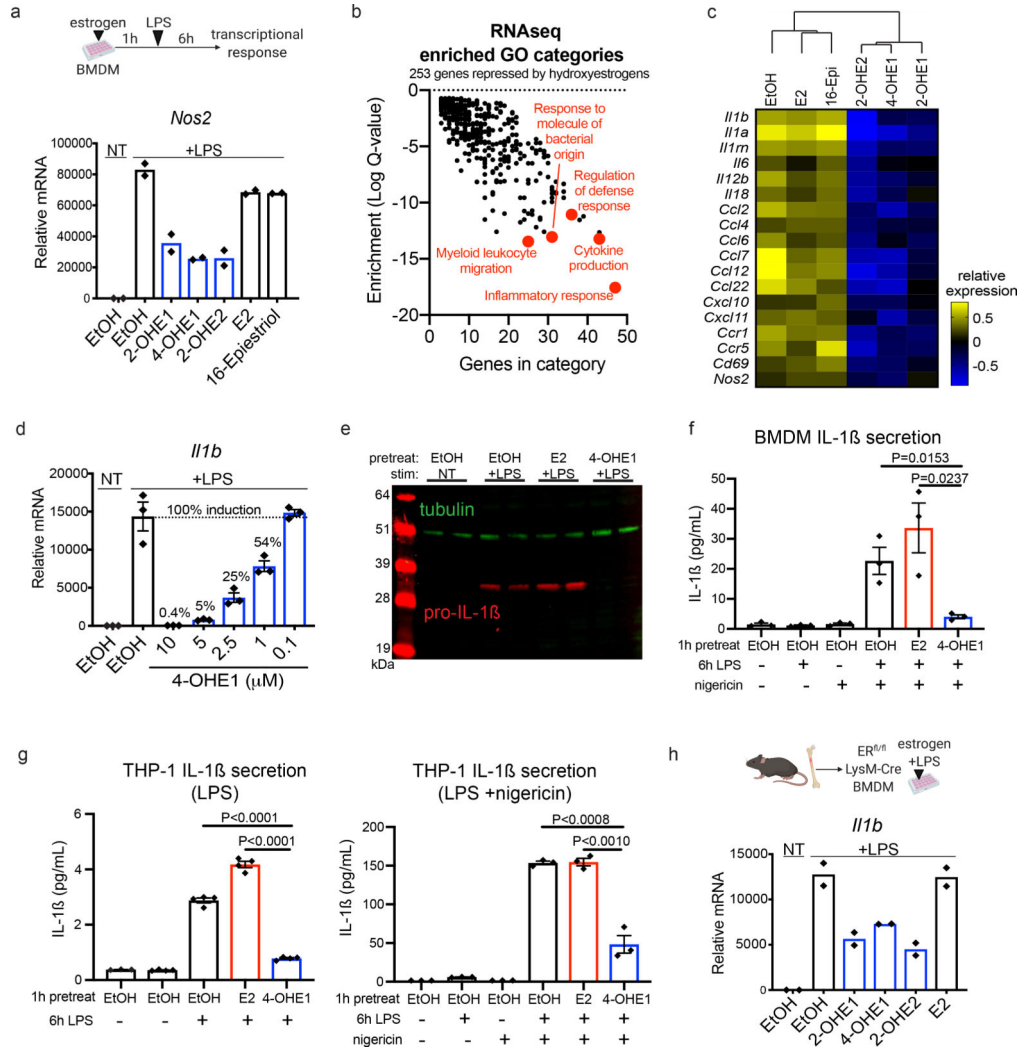 a
estrogen LPS
1h 6h transcriptional
response
BMDM
Nos2
NT +LPS
Relative mRNA
100000
80000
60000
40000
20000
0
EtOH EtOH 2-OHE1 4-OHE1 2-OHE2 E2 16-Epiestriol
b
RNAseq
enriched GO categories
253 genes repressed by hydroxyestrogens
Enrichment (Log Q-value)
0
-5
-10
-15
-20
Response to
molecule of
bacterial
origin
Regulation
of defense
response
Myeloid leukocyte
migration
Cytokine
production
Inflammatory response
0 10 20 30 40 50
Genes in category
c
EtOH E2 16-Epi 2-OHE2 4-OHE1 2-OHE1
Il1b
Il1a
Il1rn
Il6
Il12b
Il18
Ccl2
Ccl4
Ccl6
Ccl7
Ccl12
Ccl22
Cxcl10
Cxcl11
Ccr1
Ccr5
Cd69
Nos2
relative
expression
0.5
0
-0.5
d
Il1b
NT +LPS
Relative mRNA
20000
15000
10000
5000
0
100% induction
0.4% 5% 25% 54%
EtOH EtOH 10 5 2.5 1 0.1
4-OHE1 (µM)
e
pretreat: EtOH EtOH E2 4-OHE1
stim: NT +LPS +LPS +LPS
64
51
39
28
19
kDa
tubulin
pro-IL-1ß
f
BMDM IL-1ß secretion
P=0.0153
P=0.0237
IL-1ß (pg/mL)
50
40
30
20
10
0
1h pretreat EtOH EtOH EtOH EtOH E2 4-OHE1
6h LPS - + - + + +
nigericin - - + + + +
g
THP-1 IL-1ß secretion
(LPS)
P<0.0001
P<0.0001
IL-1ß (pg/mL)
6
4
2
0
1h pretreat EtOH EtOH EtOH E2 4-OHE1
6h LPS - - + + +
THP-1 IL-1ß secretion
(LPS +nigericin)
P<0.0008
P<0.0010
IL-1ß (pg/mL)
200
150
100
50
0
1h pretreat EtOH EtOH EtOH EtOH E2 4-OHE1
6h LPS - + - + + +
nigericin - - + + + +
h
ER fl/fl
LysM-Cre
BMDM
estrogen
+LPS
Il1b
NT +LPS
Relative mRNA
15000
10000
5000
0
EtOH EtOH 2-OHE1 4-OHE1 2-OHE2 E2